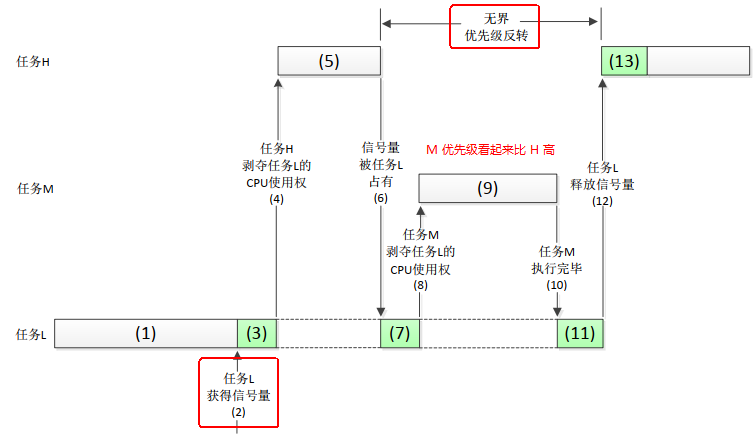 无界
优先级反转
任务H
(5)
(13)
任务H
剥夺任务L的
CPU使用权
(4)
信号量
被任务L
占有
(6)
M 优先级看起来比 H 高
任务L
释放信号量
(12)
任务M
(9)
任务M
剥夺任务L的
CPU使用权
(8)
任务M
执行完毕
(10)
任务L
(1)
(3)
(7)
(11)
任务L
获得信号量
(2)